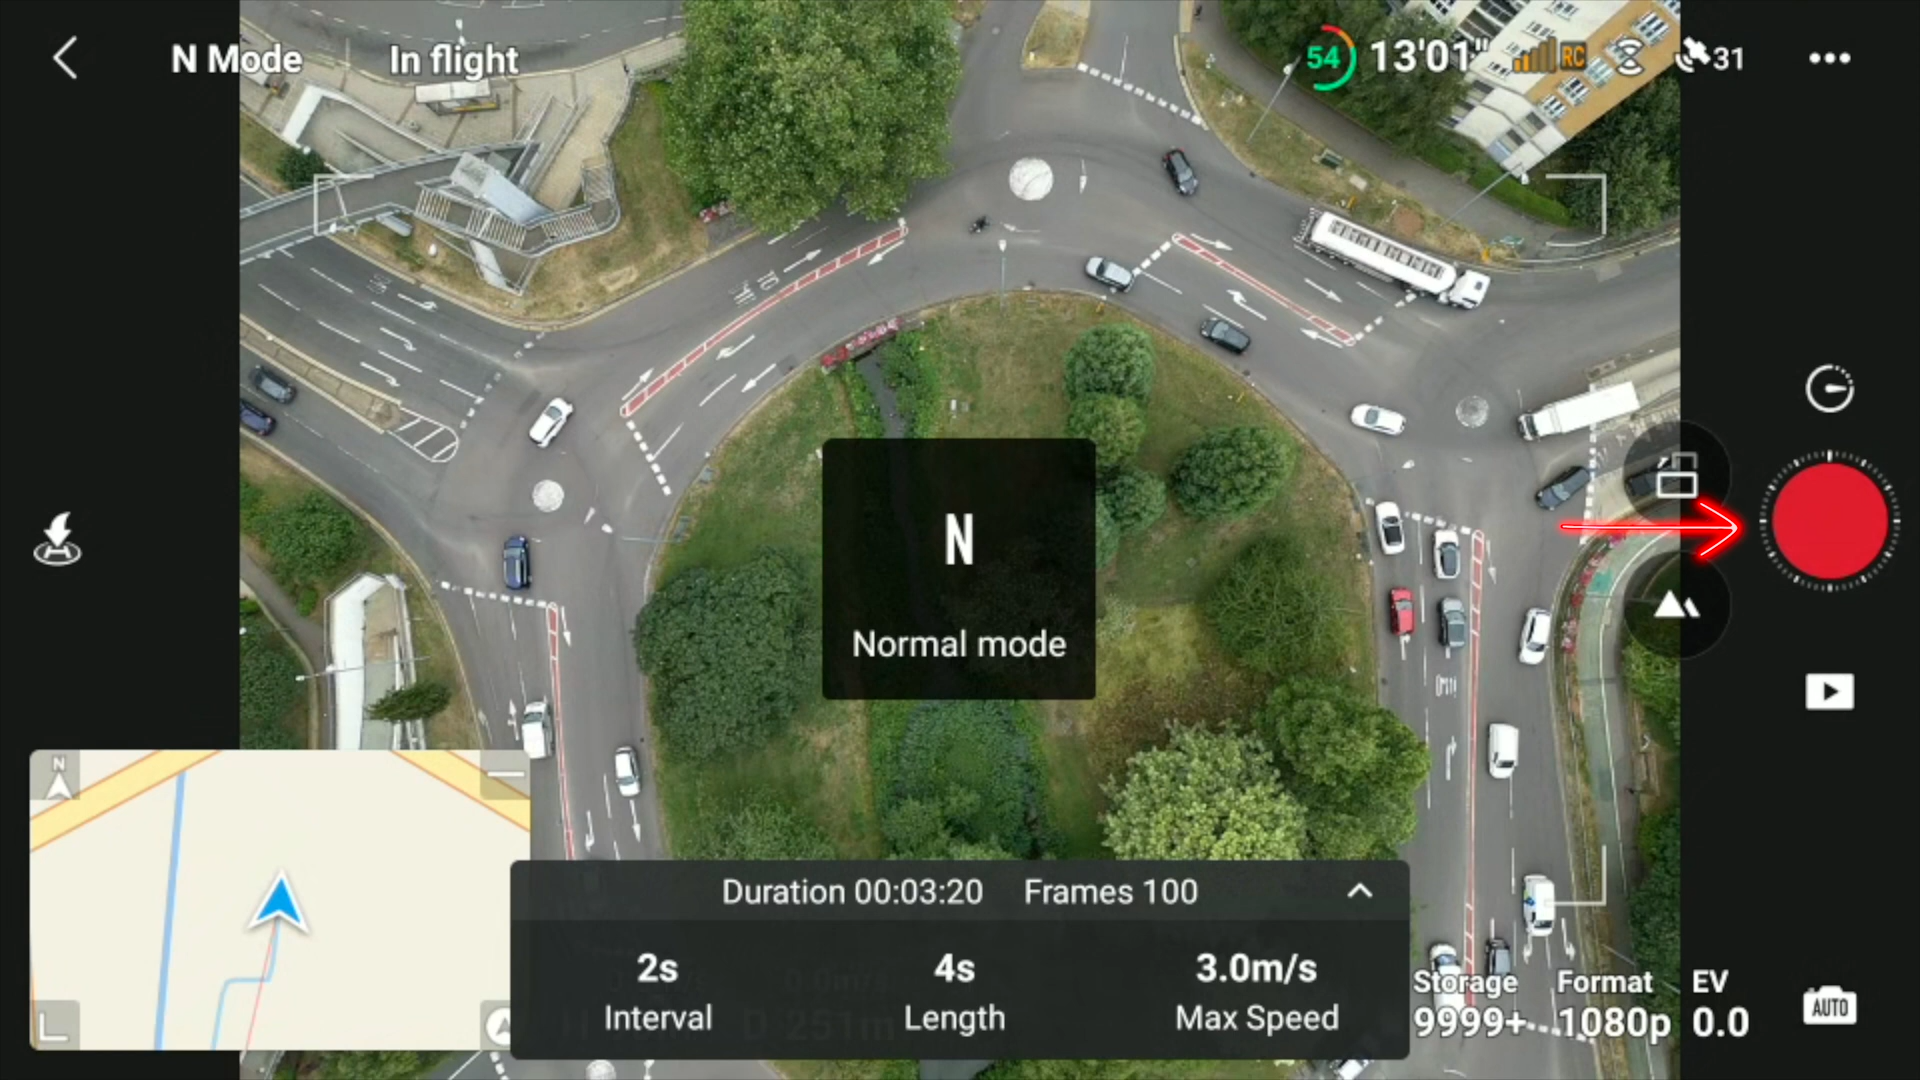 N Mode
In flight
54
13'01"
RC
31
N
Normal mode
N
Duration 00:03:20
Frames 100
2s
4s
3.0m/s
Interval
Length
Max Speed
Storage
Format
EV
9999+
1080p
0.0
AUTO